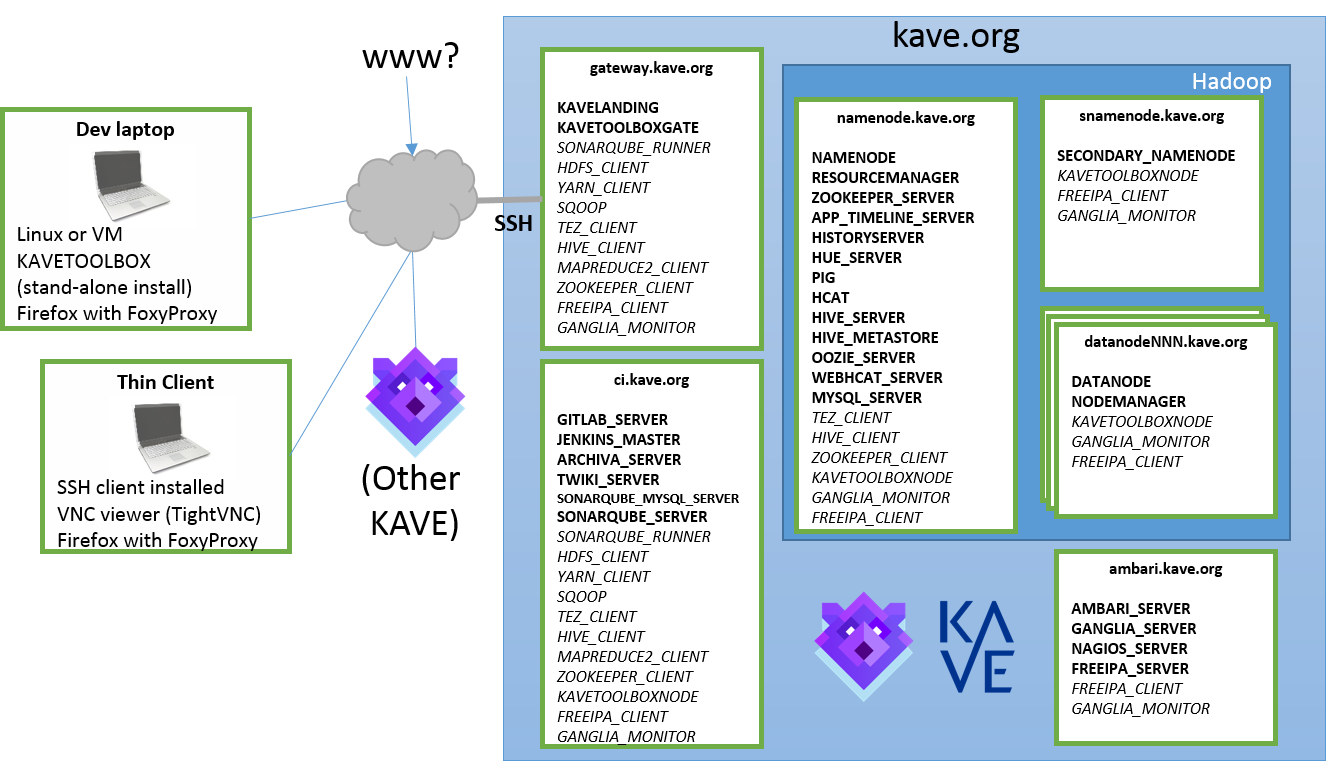 www?
Dev laptop
Linux or VM
KAVETOOLBOX
(stand-alone install)
Firefox with FoxyProxy
Thin Client
SSH client installed
VNC viewer (TightVNC)
Firefox with FoxyProxy
(Other
KAVE)
SSH
kave.org
gateway.kave.org
KAVELANDING
KAVETOOLBOXGATE
SONARQUBE_RUNNER
HDFS_CLIENT
YARN_CLIENT
SQOOP
TEZ_CLIENT
HIVE_CLIENT
MAPREDUCE2_CLIENT
ZOOKEEPER_CLIENT
FREEIPA_CLIENT
GANGLIA_MONITOR
ci.kave.org
GITLAB_SERVER
JENKINS_MASTER
ARCHIVA_SERVER
TWIKI_SERVER
SONARQUBE_MYSQL_SERVER
SONARQUBE_SERVER
SONARQUBE_RUNNER
HDFS_CLIENT
YARN_CLIENT
SQOOP
TEZ_CLIENT
HIVE_CLIENT
MAPREDUCE2_CLIENT
ZOOKEEPER_CLIENT
KAVETOOLBOXNODE
FREEIPA_CLIENT
GANGLIA_MONITOR
Hadoop
namenode.kave.org
NAMENODE
RESOURCEMANAGER
ZOOKEEPER_SERVER
APP_TIMELINE_SERVER
HISTORYSERVER
HUE_SERVER
PIG
HCAT
HIVE_SERVER
HIVE_METASTORE
OOZIE_SERVER
WEBHCAT_SERVER
MYSQL_SERVER
TEZ_CLIENT
HIVE_CLIENT
ZOOKEEPER_CLIENT
KAVETOOLBOXNODE
GANGLIA_MONITOR
FREEIPA_CLIENT
snamenode.kave.org
SECONDARY_NAMENODE
KAVETOOLBOXNODE
FREEIPA_CLIENT
GANGLIA_MONITOR
datanodeNNN.kave.org
DATANODE
NODEMANAGER
KAVETOOLBOXNODE
GANGLIA_MONITOR
FREEIPA_CLIENT
KA
VE
ambari.kave.org
AMBARI_SERVER
GANGLIA_SERVER
NAGIOS_SERVER
FREEIPA_SERVER
FREEIPA_CLIENT
GANGLIA_MONITOR